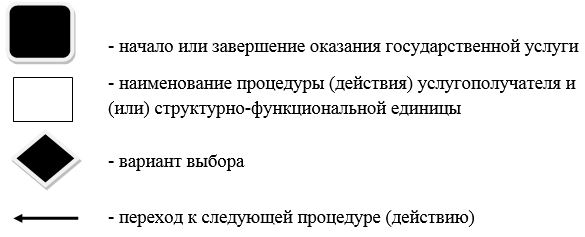 - начало или завершение оказания государственной услуги
- наименование процедуры (действия) услугополучателя и
(или) структурно-функциональной единицы
- вариант выбора
- переход к следующей процедуре (действию)